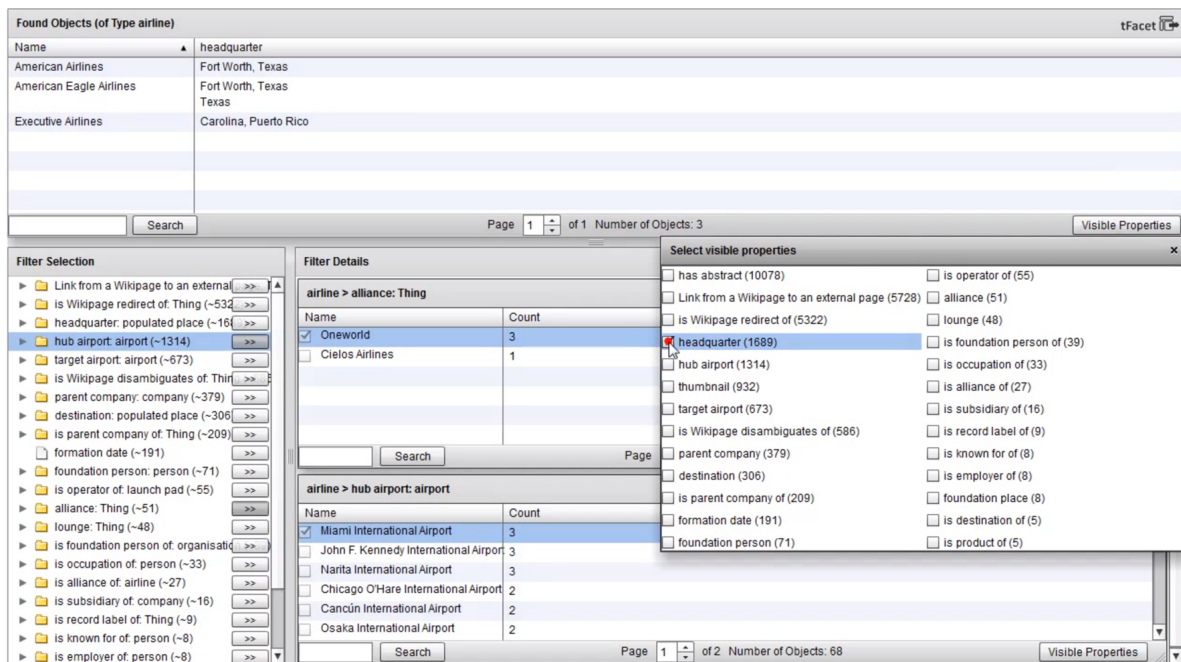 Found Objects (of Type airline)
tFacet
Name headquarter
American Airlines Fort Worth, Texas
American Eagle Airlines Fort Worth, Texas
Texas
Executive Airlines Carolina, Puerto Rico
Search Page 1 of 1 Number of Objects: 3 Visible Properties
Filter Selection
Link from a Wikipage to an external >>
is Wikipage redirect of: Thing (~532 >>
headquarter: populated place (~168 >>
hub airport: airport (~1314) >>
target airport: airport (~673) >>
is Wikipage disambiguates of: Thin >>
parent company: company (~379) >>
destination: populated place (~306 >>
is parent company of: Thing (~209) >>
formation date (~191) >>
foundation person: person (~71) >>
is operator of: launch pad (~55) >>
alliance: Thing (~51) >>
lounge: Thing (~48) >>
is foundation person of: organisatio >>
is occupation of: person (~33) >>
is alliance of: airline (~27) >>
is subsidiary of: company (~16) >>
is record label of: Thing (~9) >>
is known for of: person (~8) >>
is employer of: person (~8) >>
Filter Details
airline > alliance: Thing
Name Count
Oneworld 3
Cielos Airlines 1
Search Page
airline > hub airport: airport
Name Count
Miami International Airport 3
John F. Kennedy International Airport 3
Narita International Airport 3
Chicago O'Hare International Airport 2
Cancún International Airport 2
Osaka International Airport 2
Search Page 1 of 2 Number of Objects: 68 Visible Properties
Select visible properties ×
has abstract (10078) is operator of (55)
Link from a Wikipage to an external page (5728) alliance (51)
is Wikipage redirect of (5322) lounge (48)
headquarter (1689) is foundation person of (39)
hub airport (1314) is occupation of (33)
thumbnail (932) is alliance of (27)
target airport (673) is subsidiary of (16)
is Wikipage disambiguates of (586) is record label of (9)
parent company (379) is known for of (8)
destination (306) is employer of (8)
is parent company of (209) foundation place (8)
formation date (191) is destination of (5)
foundation person (71) is product of (5)